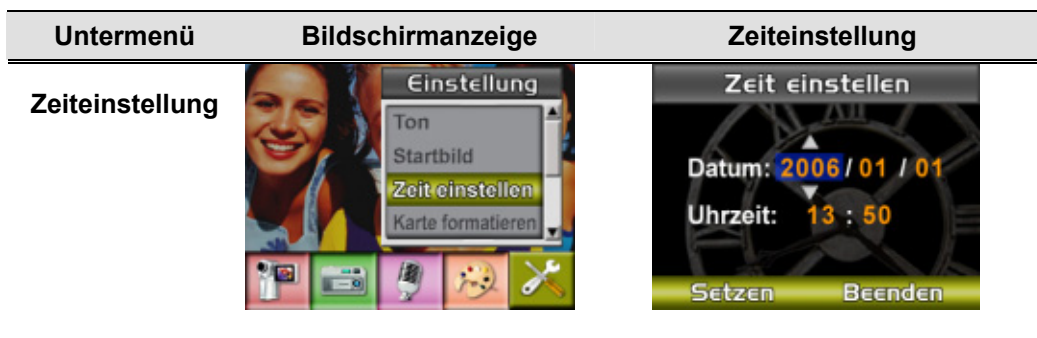 Untermenü Bildschirmanzeige Zeiteinstellung
Zeiteinstellung
Einstellung
Ton
Startbild
Zeit einstellen
Karte formatieren
Zeit einstellen
Datum: 2006 / 01 / 01
Uhrzeit: 13 : 50
Setzen Beenden